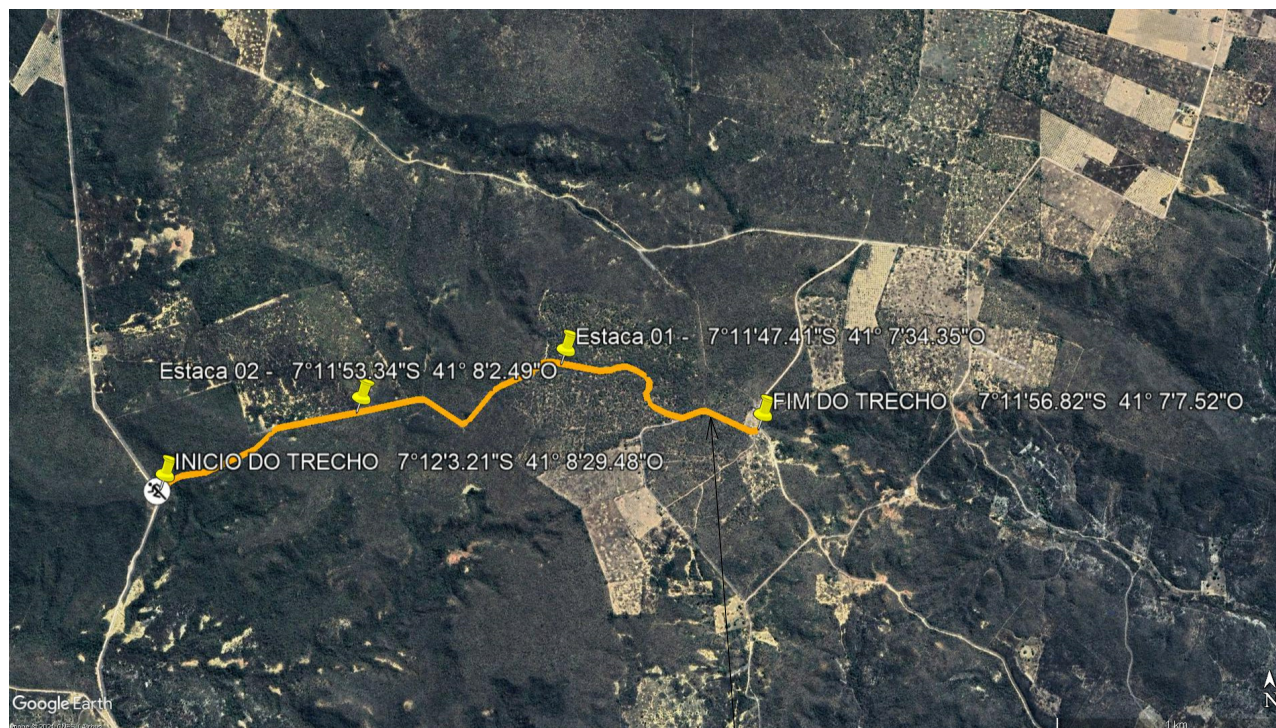 Estaca 01 - 7°11'47.41"S 41° 7'34.35"O
Estaca 02 - 7°11'53.34"S 41° 8'2.49"O
FIM DO TRECHO 7°11'56.82"S 41° 7'7.52"O
INICIO DO TRECHO 7°12'3.21"S 41° 8'29.48"O
Google Earth
N
1 km